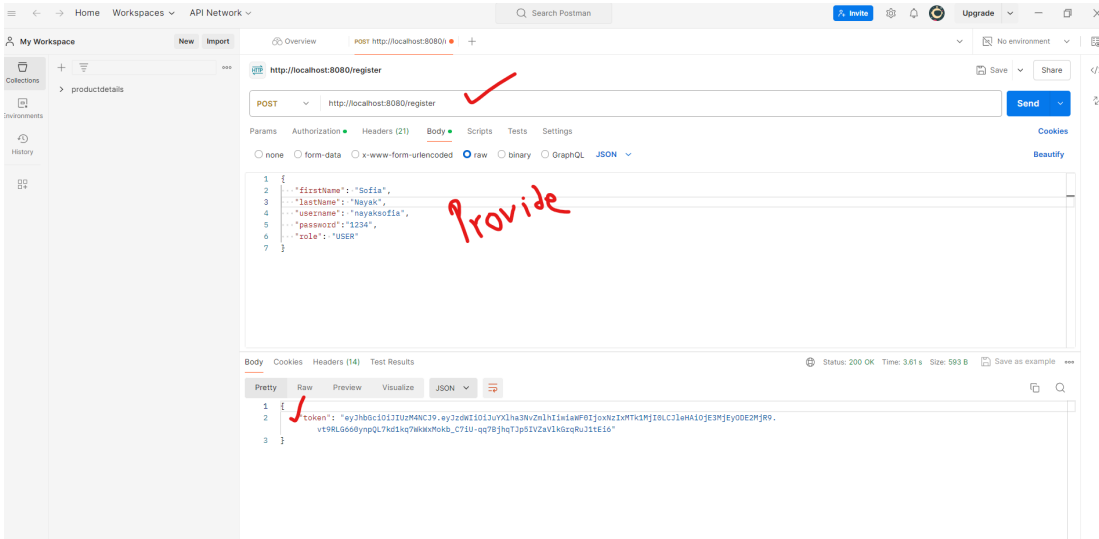 Home Workspaces API Network Search Postman Invite Upgrade
My Workspace New Import Overview POST http://localhost:8080/r No environment
Collections
productdetails
http://localhost:8080/register Save Share
Environments
POST http://localhost:8080/register Send
History
Params Authorization Headers (21) Body Scripts Tests Settings Cookies
none form-data x-www-form-urlencoded raw binary GraphQL JSON Beautify
1 {
2 "firstName": "Sofia",
3 "lastName": "Nayak",
4 "username": "nayaksofia",
5 "password":"1234",
6 "role": "USER"
7 }
Provide
Body Cookies Headers (14) Test Results Status: 200 OK Time: 3.61 s Size: 593 B Save as example
Pretty Raw Preview Visualize JSON
1 {
2 "token": "eyJhbGciOiJIUzM4NCJ9.eyJzdWIiOiJuYXlha3NvZmlhIiwiaWF0IjoxNzIxMTk1MjI0LCJleHAiOjE3MjEyODE2MjR9.
vt9RLG660ynpQL7kd1kq7WkWxMokb_C7iU-qq7BjhqTJp5IVZaVlkGrqRuJ1tEi6"
3 }